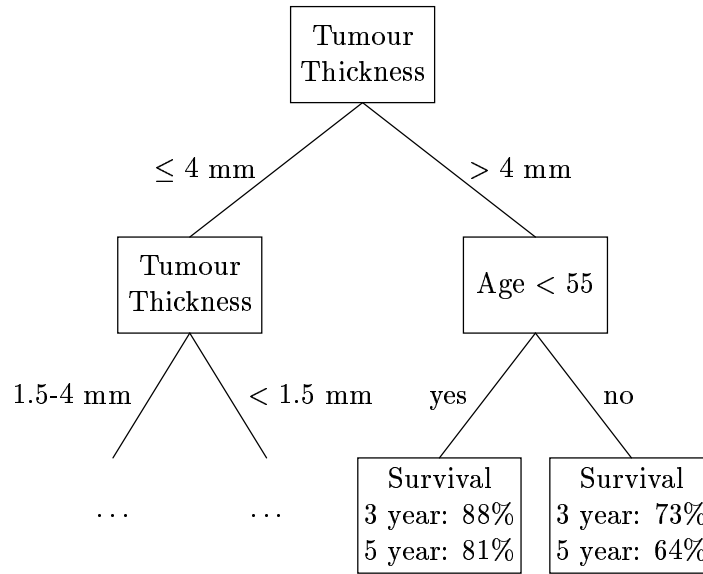 Tumour
Thickness
≤ 4 mm
> 4 mm
Tumour
Thickness
Age < 55
1.5-4 mm
< 1.5 mm
yes
no
...
...
Survival
3 year: 88%
5 year: 81%
Survival
3 year: 73%
5 year: 64%